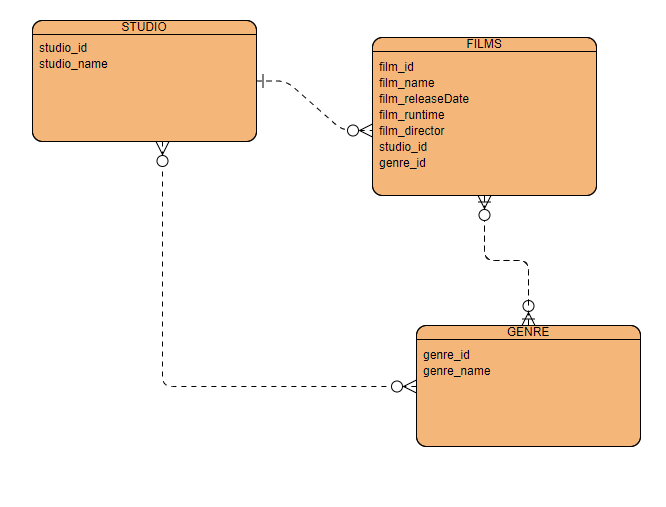 STUDIO
studio_id
studio_name
FILMS
film_id
film_name
film_releaseDate
film_runtime
film_director
studio_id
genre_id
GENRE
genre_id
genre_name